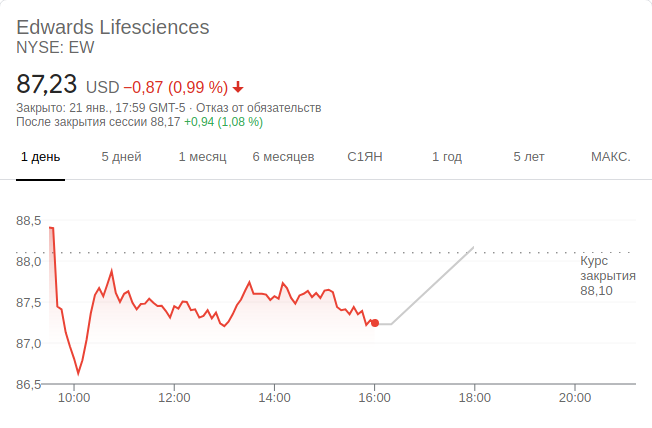 Edwards Lifesciences
NYSE: EW
87,23 USD −0,87 (0,99 %)
Закрыто: 21 янв., 17:59 GMT-5 · Отказ от обязательств
После закрытия сессии 88,17 +0,94 (1,08 %)
1 день 5 дней 1 месяц 6 месяцев С1ЯН 1 год 5 лет МАКС.
88,5
88,0
87,5
87,0
86,5
Курс
закрытия
88,10
10:00 12:00 14:00 16:00 18:00 20:00